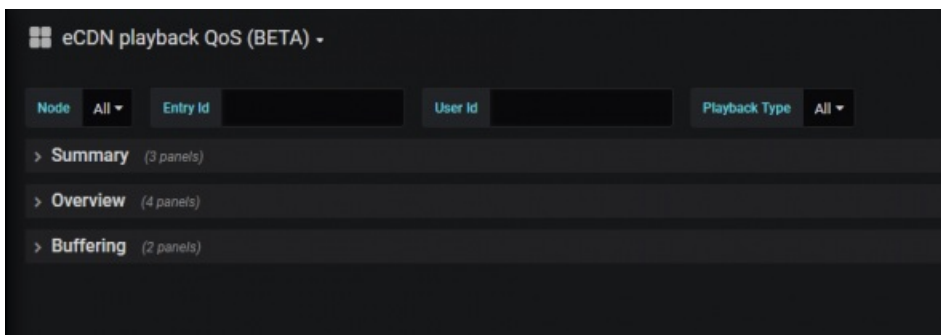 eCDN playback QoS (BETA)
Node All Entry Id User Id Playback Type All
Summary (3 panels)
Overview (4 panels)
Buffering (2 panels)